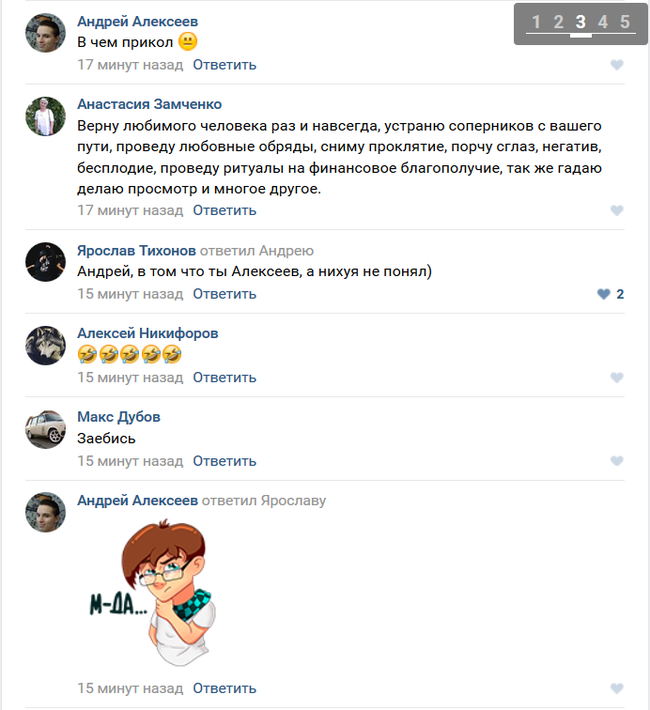 1 2 3 4 5
Андрей Алексеев
В чем прикол 😐
17 минут назад Ответить
Анастасия Замченко
Верну любимого человека раз и навсегда, устраню соперников с вашего
пути, проведу любовные обряды, сниму проклятие, порчу сглаз, негатив,
бесплодие, проведу ритуалы на финансовое благополучие, так же гадаю
делаю просмотр и многое другое.
17 минут назад Ответить
Ярослав Тихонов ответил Андрею
Андрей, в том что ты Алексеев, а нихуя не понял)
15 минут назад Ответить 2
Алексей Никифоров
🤣🤣🤣🤣🤣
15 минут назад Ответить
Макс Дубов
Заебись
15 минут назад Ответить
Андрей Алексеев ответил Ярославу
М-ДА...
15 минут назад Ответить